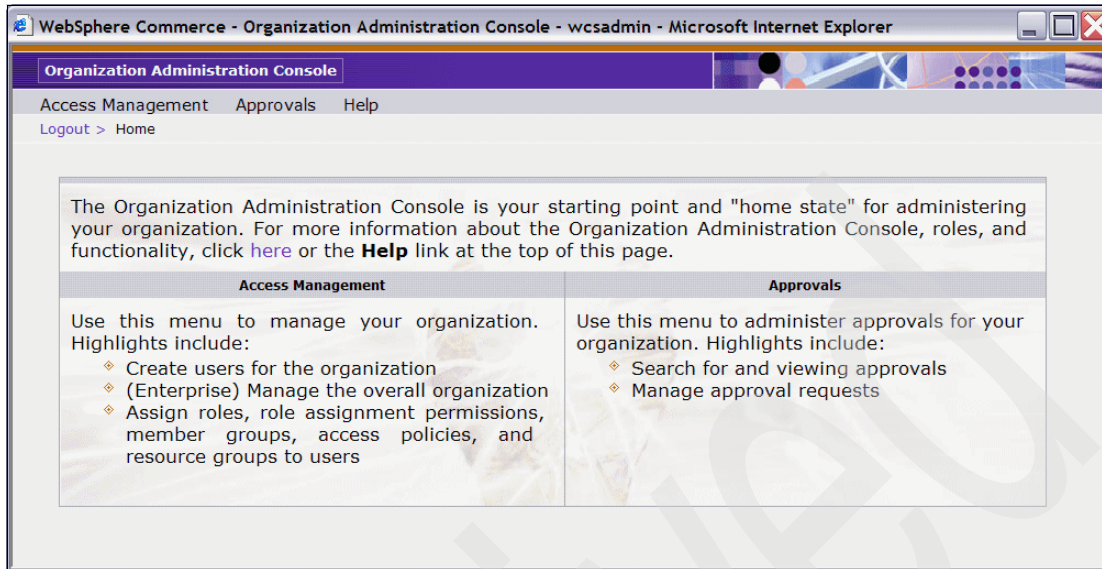 WebSphere Commerce - Organization Administration Console - wcsadmin - Microsoft Internet Explorer
Organization Administration Console
Access Management Approvals Help
Logout > Home
The Organization Administration Console is your starting point and "home state" for administering
your organization. For more information about the Organization Administration Console, roles, and
functionality, click here or the Help link at the top of this page.
Access Management
Use this menu to manage your organization.
Highlights include:
Create users for the organization
(Enterprise) Manage the overall organization
Assign roles, role assignment permissions,
member groups, access policies, and
resource groups to users
Approvals
Use this menu to administer approvals for your
organization. Highlights include:
Search for and viewing approvals
Manage approval requests